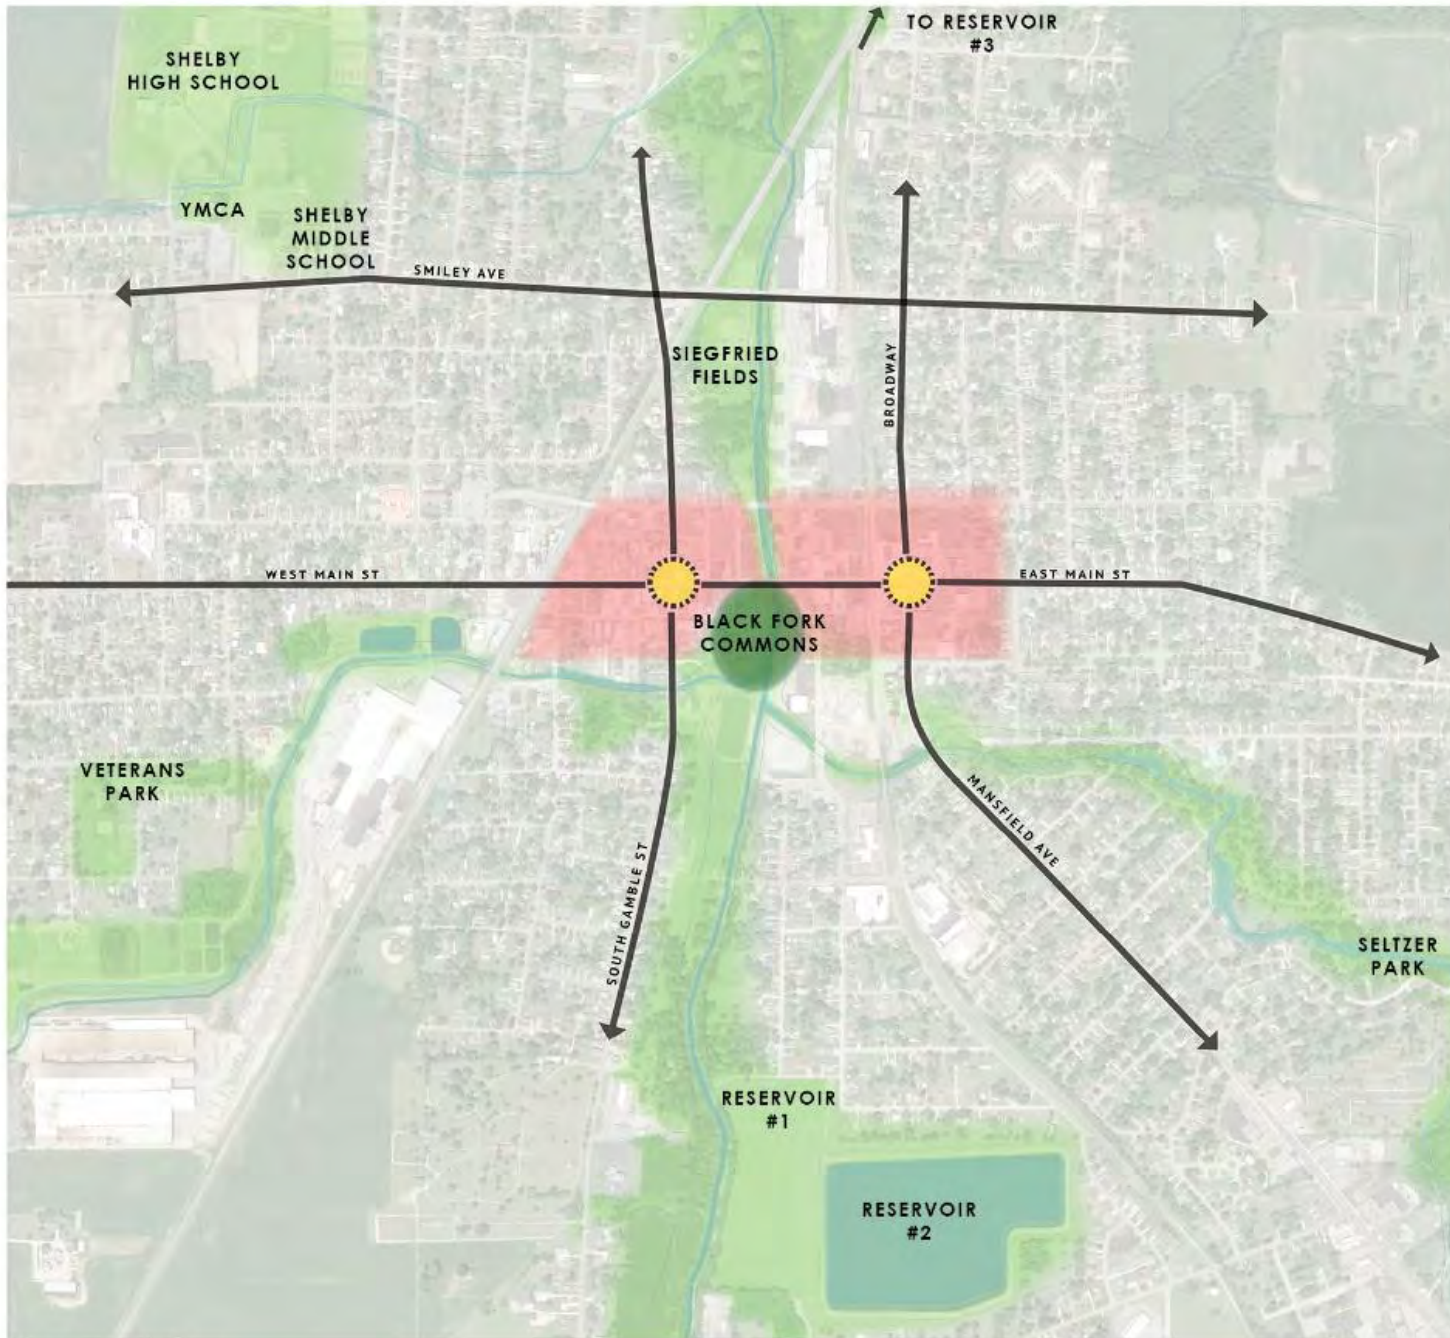 TO RESERVOIR
#3
SHELBY
HIGH SCHOOL
YMCA
SHELBY
MIDDLE
SCHOOL
SMILEY AVE
SIEGFRIED
FIELDS
BROADWAY
WEST MAIN ST
EAST MAIN ST
BLACK FORK
COMMONS
VETERANS
PARK
MANSFIELD AVE
SOUTH GAMBLE ST
SELTZER
PARK
RESERVOIR
#1
RESERVOIR
#2